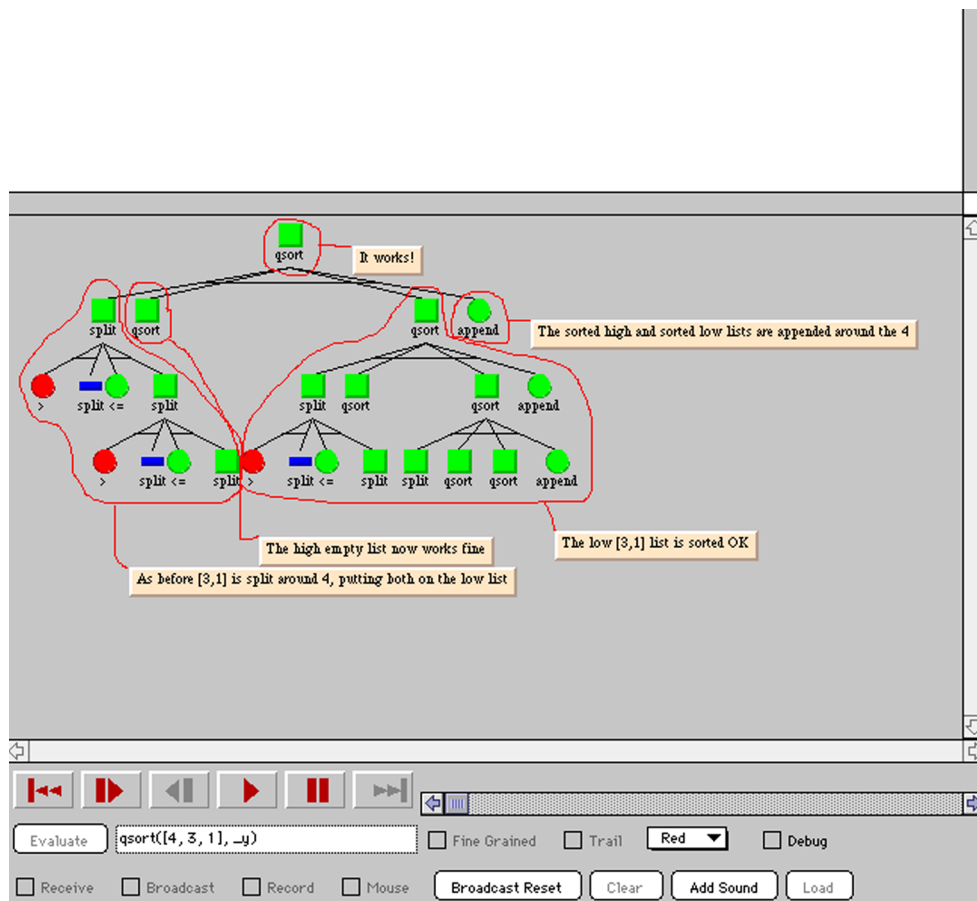 qsort
It works!
split qsort qsort append
The sorted high and sorted low lists are appended around the 4
> split <= split split qsort qsort append
> split <= split > split <= split split qsort qsort append
The high empty list now works fine
The low [3,1] list is sorted OK
As before [3,1] is split around 4, putting both on the low list
Evaluate qsort([4, 3, 1], _y) Fine Grained Trail Red Debug
Receive Broadcast Record Mouse Broadcast Reset Clear Add Sound Load